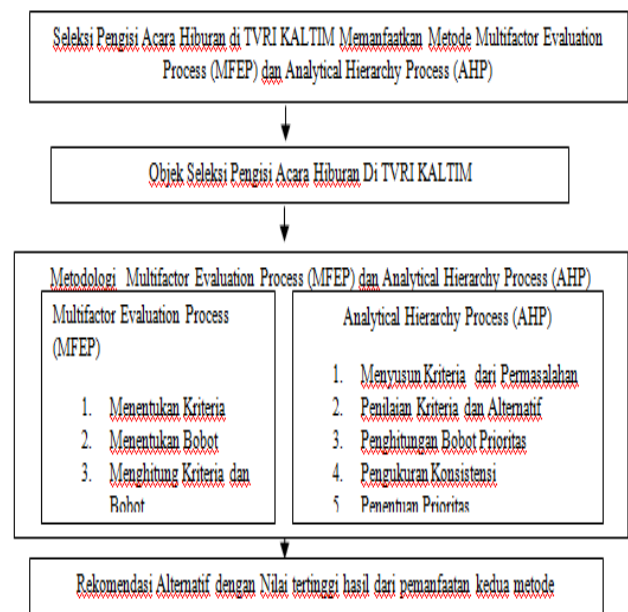 Seleksi Pengisi Acara Hiburan di TVRI KALTIM Memanfaatkan Metode Multifactor Evaluation
Process (MFEP) dan Analytical Hierarchy Process (AHP)
Objek Seleksi Pengisi Acara Hiburan Di TVRI KALTIM
Metodologi Multifactor Evaluation Process (MFEP) dan Analytical Hierarchy Process (AHP)
Multifactor Evaluation Process
(MFEP)
1. Menentukan Kriteria
2. Menentukan Bobot
3. Menghitung Kriteria dan
Bobot
Analytical Hierarchy Process (AHP)
1. Menyusun Kriteria dari Permasalahan
2. Penilaian Kriteria dan Alternatif
3. Penghitungan Bobot Prioritas
4. Pengukuran Konsistensi
5. Penentuan Prioritas
Rekomendasi Alternatif dengan Nilai tertinggi hasil dari pemanfaatan kedua metode